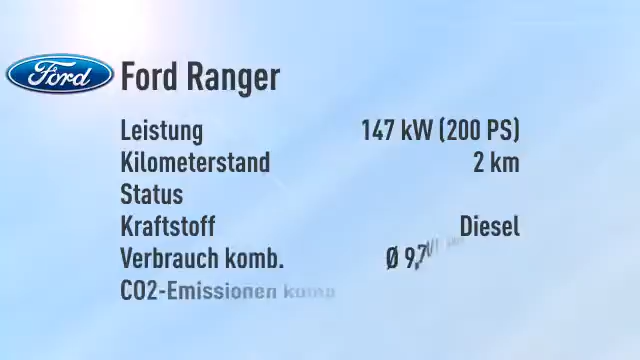 Ford Ford Ranger
Leistung 147 kW (200 PS)
Kilometerstand 2 km
Status
Kraftstoff Diesel
Verbrauch komb. Ø 9,7
CO2-Emissionen komb